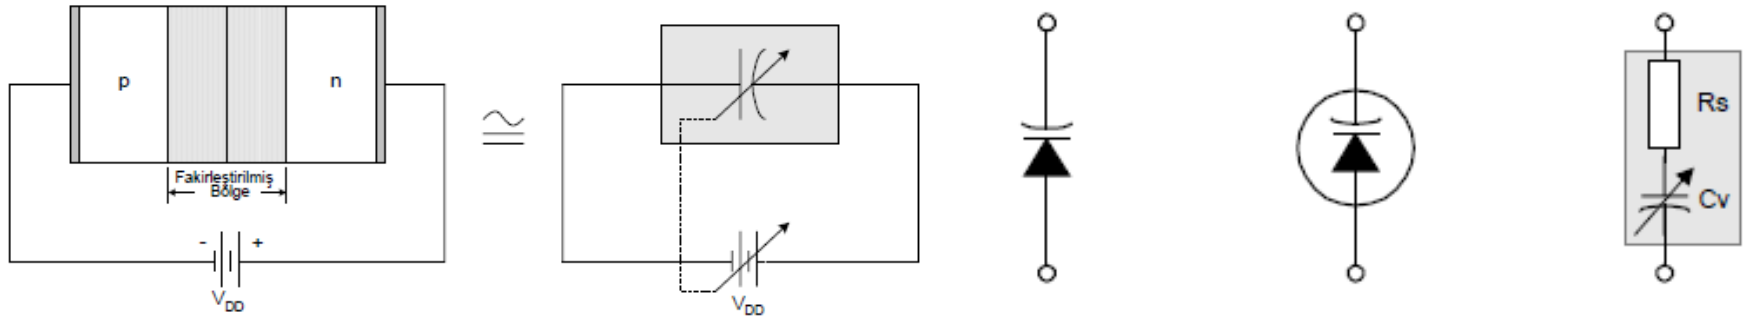 p
n
Fakirleştirilmiş
Bölge
- +
VDD
VDD
Rs
Cv